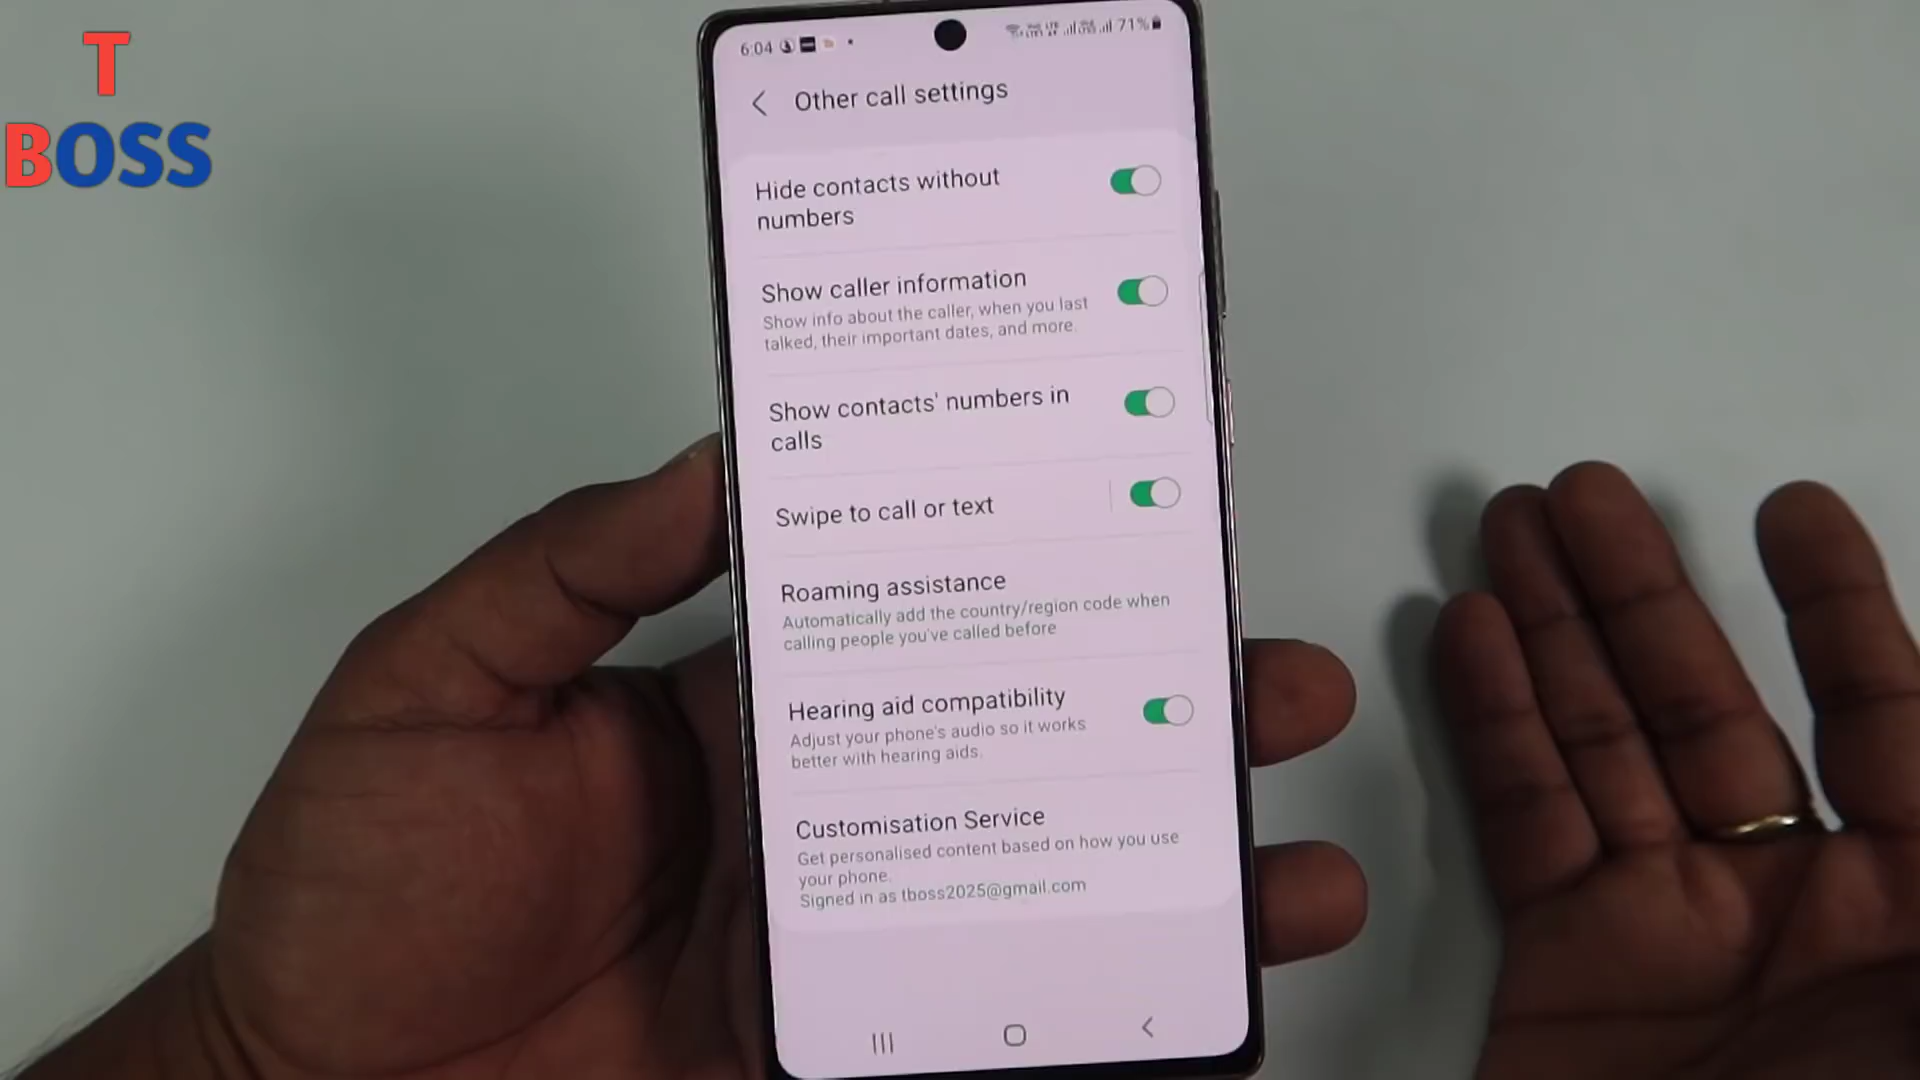 T
BOSS
6:04
71%
Other call settings
Hide contacts without
numbers
Show caller information
Show info about the caller, when you last
talked, their important dates, and more.
Show contacts' numbers in
calls
Swipe to call or text
Roaming assistance
Automatically add the country/region code when
calling people you've called before
Hearing aid compatibility
Adjust your phone's audio so it works
better with hearing aids.
Customisation Service
Get personalised content based on how you use
your phone.
Signed in as tboss2025@gmail.com